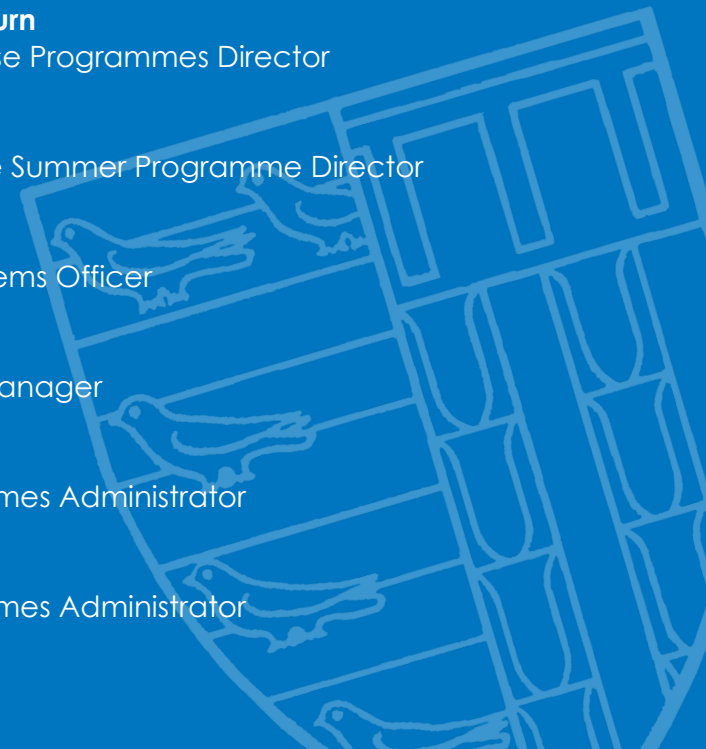 urn
se Programmes Director
e Summer Programme Director
ems Officer
anager
mes Administrator
mes Administrator